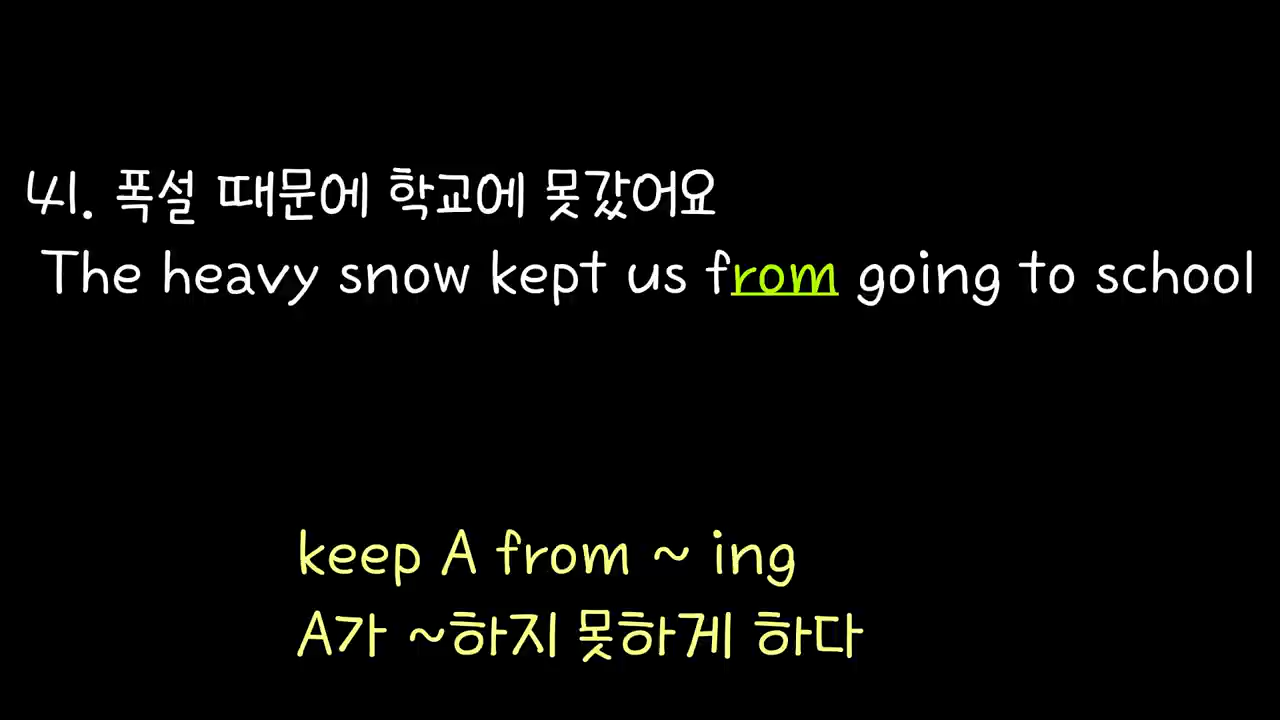 41. 폭설 때문에 학교에 못갔어요
The heavy snow kept us from going to school
keep A from ~ ing
A가 ~하지 못하게 하다